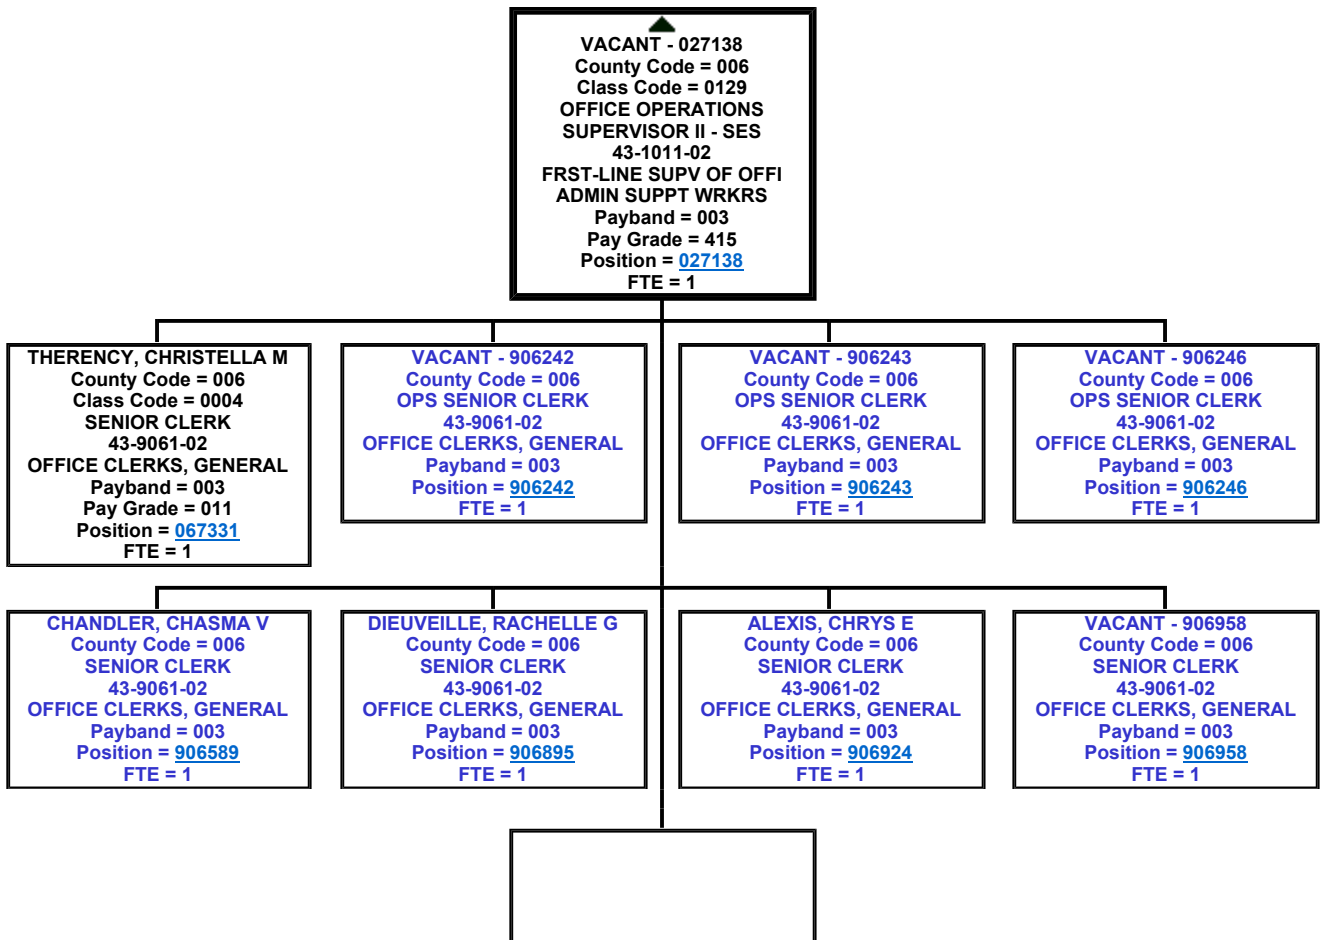 VACANT - 027138
County Code = 006
Class Code = 0129
OFFICE OPERATIONS
SUPERVISOR II - SES
43-1011-02
FRST-LINE SUPV OF OFFI
ADMIN SUPPT WRKRS
Payband = 003
Pay Grade = 415
Position = 027138
FTE = 1
THERENCY, CHRISTELLA M
County Code = 006
Class Code = 0004
SENIOR CLERK
43-9061-02
OFFICE CLERKS, GENERAL
Payband = 003
Pay Grade = 011
Position = 067331
FTE = 1
VACANT - 906242
County Code = 006
OPS SENIOR CLERK
43-9061-02
OFFICE CLERKS, GENERAL
Payband = 003
Position = 906242
FTE = 1
VACANT - 906243
County Code = 006
OPS SENIOR CLERK
43-9061-02
OFFICE CLERKS, GENERAL
Payband = 003
Position = 906243
FTE = 1
VACANT - 906246
County Code = 006
OPS SENIOR CLERK
43-9061-02
OFFICE CLERKS, GENERAL
Payband = 003
Position = 906246
FTE = 1
CHANDLER, CHASMA V
County Code = 006
SENIOR CLERK
43-9061-02
OFFICE CLERKS, GENERAL
Payband = 003
Position = 906589
FTE = 1
DIEUVEILLE, RACHELLE G
County Code = 006
SENIOR CLERK
43-9061-02
OFFICE CLERKS, GENERAL
Payband = 003
Position = 906895
FTE = 1
ALEXIS, CHRYS E
County Code = 006
SENIOR CLERK
43-9061-02
OFFICE CLERKS, GENERAL
Payband = 003
Position = 906924
FTE = 1
VACANT - 906958
County Code = 006
SENIOR CLERK
43-9061-02
OFFICE CLERKS, GENERAL
Payband = 003
Position = 906958
FTE = 1